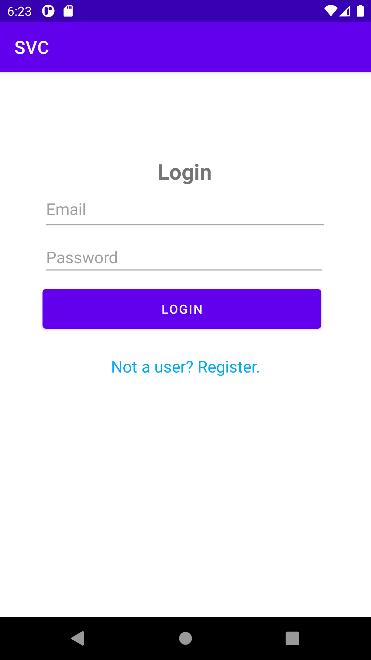 6:23
SVC
Login
Email
Password
LOGIN
Not a user? Register.